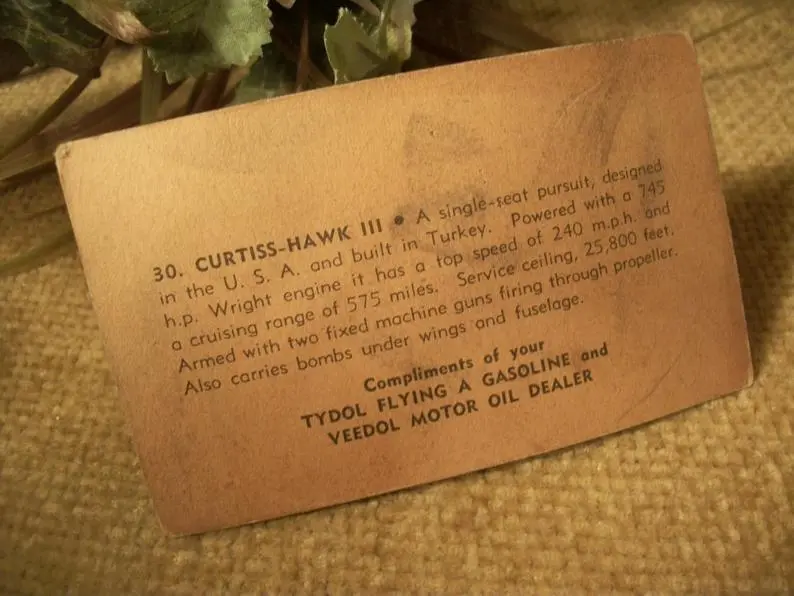 30. CURTISS-HAWK III • A single-seat pursuit, designed
in the U. S. A. and built in Turkey. Powered with a 745
h.p. Wright engine it has a top speed of 240 m.p.h. and
a cruising range of 575 miles. Service ceiling, 25,800 feet.
Armed with two fixed machine guns firing through propeller.
Also carries bombs under wings and fuselage.
Compliments of your
TYDOL FLYING A GASOLINE and
VEEDOL MOTOR OIL DEALER